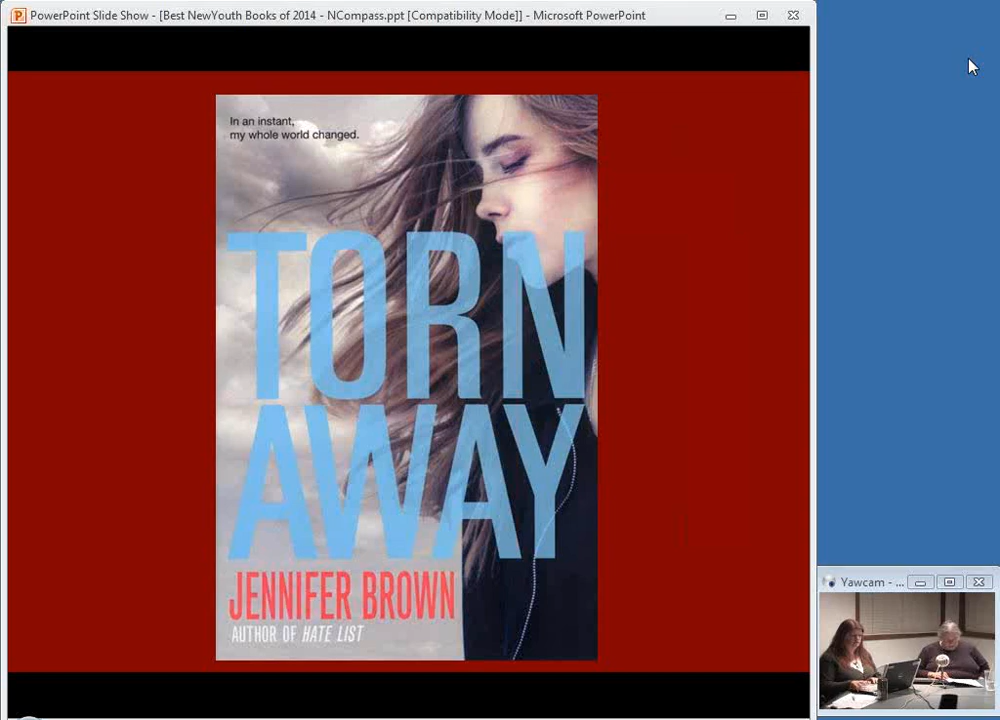 PowerPoint Slide Show - [Best NewYouth Books of 2014 - NCompass.ppt [Compatibility Mode]] - Microsoft PowerPoint
In an instant,
my whole world changed.
TORN
AWAY
JENNIFER BROWN
AUTHOR OF HATE LIST
Yawcam - ...